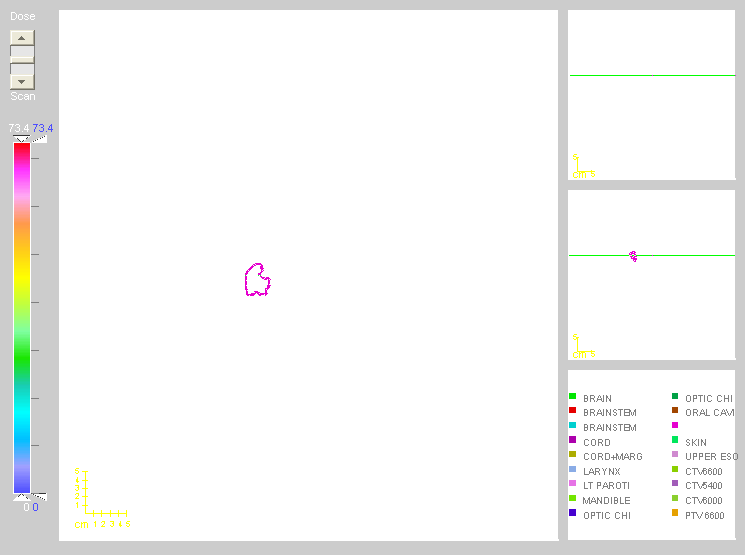 Dose
Scan
73.4 73.4
0 0
5
4
3
2
1
cm 1 2 3 4 5
5
cm 5
5
cm 5
BRAIN
BRAINSTEM
BRAINSTEM
CORD
CORD+MARG
LARYNX
LT PAROTI
MANDIBLE
OPTIC CHI
OPTIC CHI
ORAL CAVI
SKIN
UPPER ESO
CTV6600
CTV5400
CTV6000
PTV6600